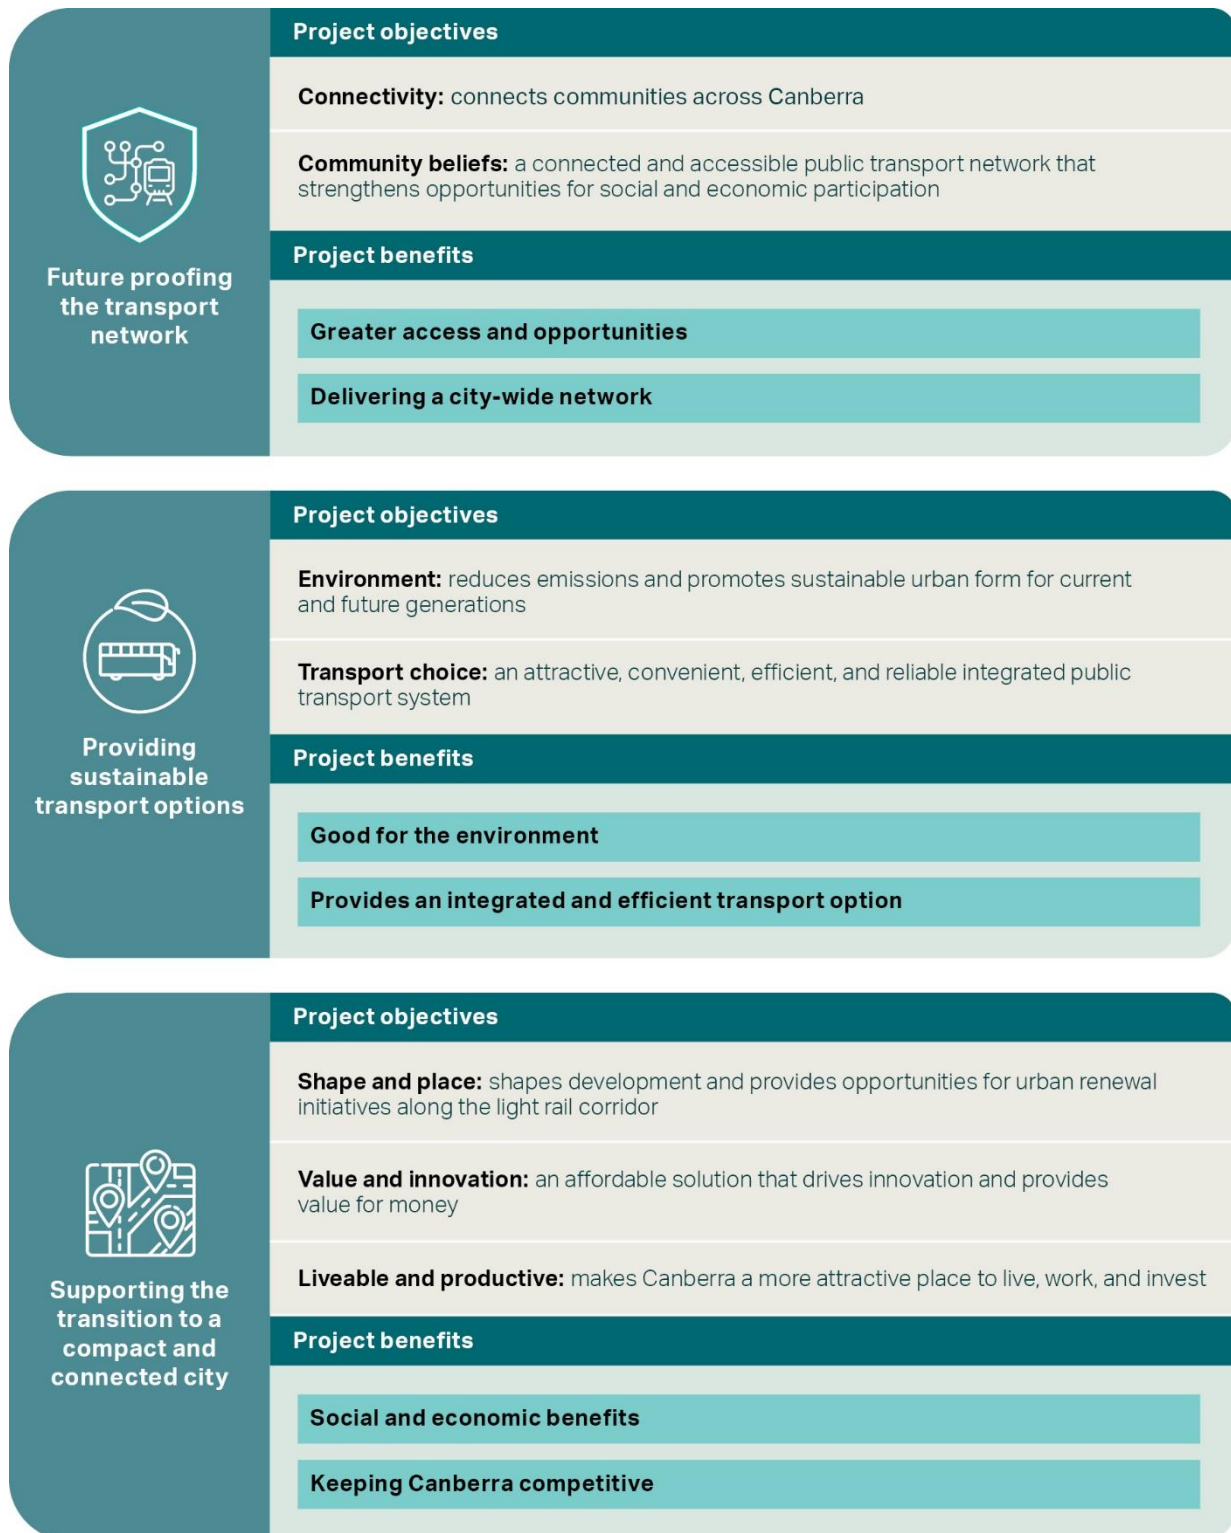 Future proofing
the transport
network
Project objectives
Connectivity: connects communities across Canberra
Community beliefs: a connected and accessible public transport network that
strengthens opportunities for social and economic participation
Project benefits
Greater access and opportunities
Delivering a city-wide network
Providing
sustainable
transport options
Project objectives
Environment: reduces emissions and promotes sustainable urban form for current
and future generations
Transport choice: an attractive, convenient, efficient, and reliable integrated public
transport system
Project benefits
Good for the environment
Provides an integrated and efficient transport option
Supporting the
transition to a
compact and
connected city
Project objectives
Shape and place: shapes development and provides opportunities for urban renewal
initiatives along the light rail corridor
Value and innovation: an affordable solution that drives innovation and provides
value for money
Liveable and productive: makes Canberra a more attractive place to live, work, and invest
Project benefits
Social and economic benefits
Keeping Canberra competitive